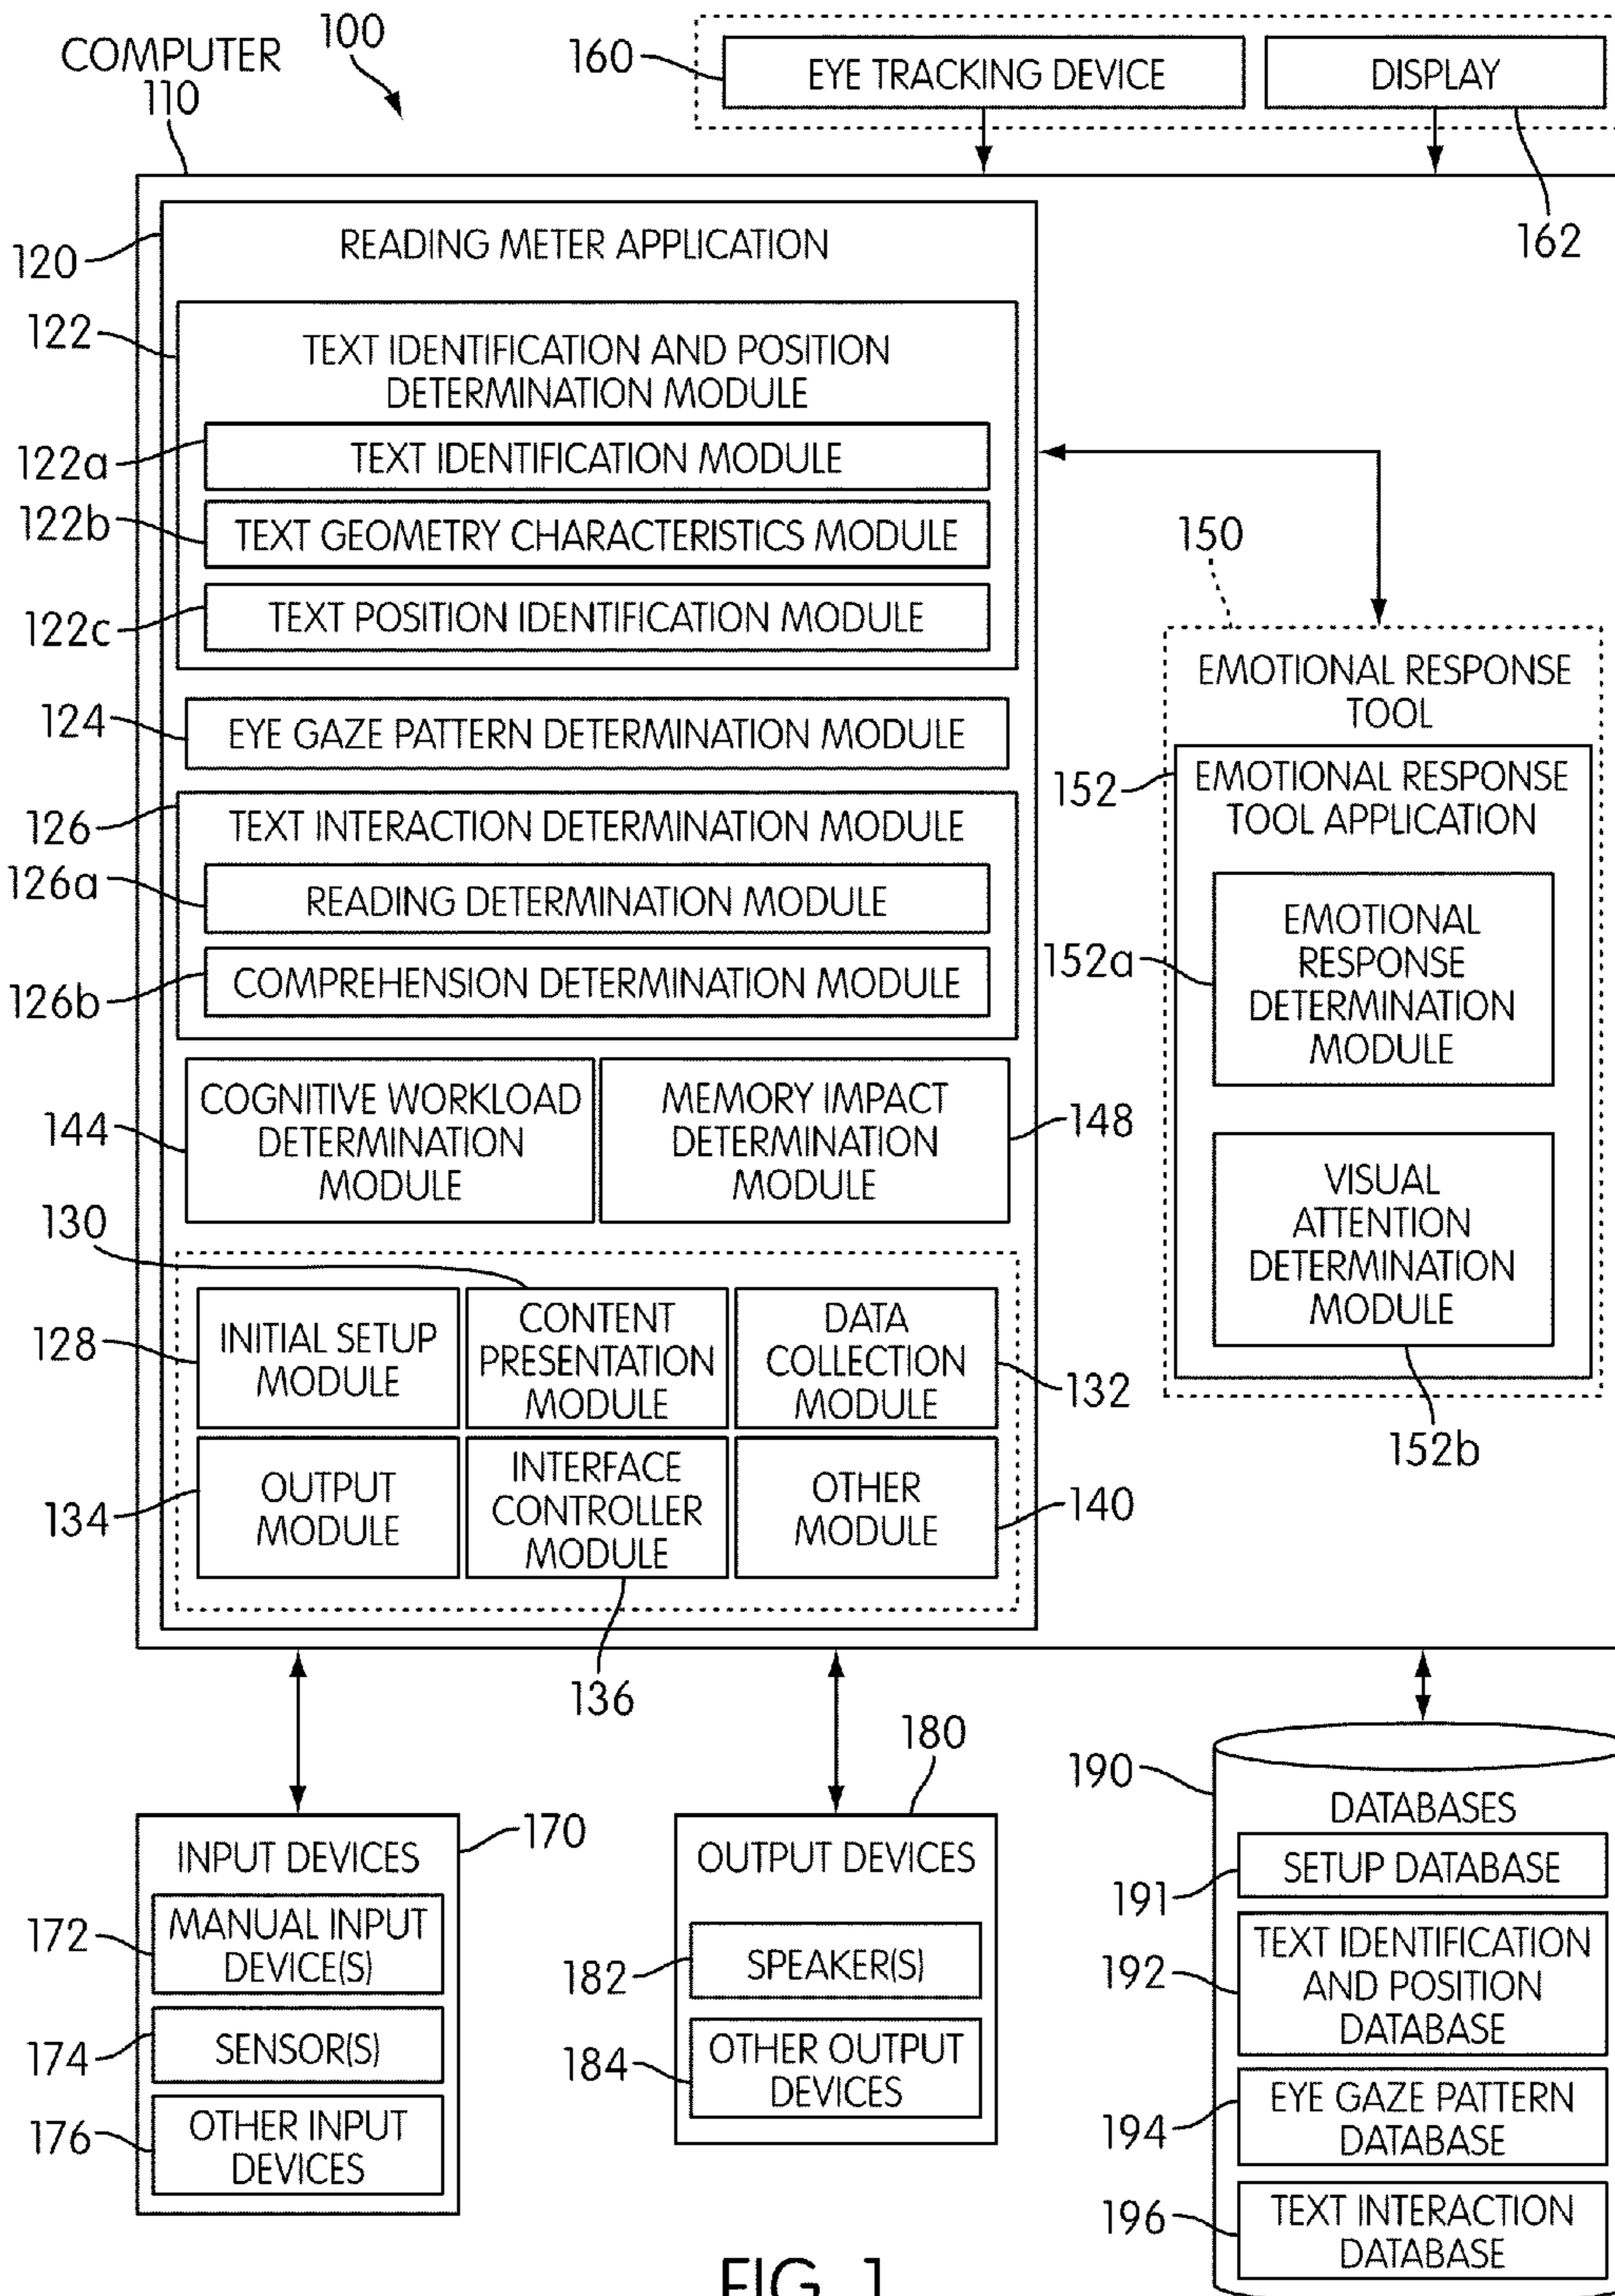 COMPUTER
110
100
160
EYE TRACKING DEVICE
DISPLAY
162
120
READING METER APPLICATION
122
TEXT IDENTIFICATION AND POSITION
DETERMINATION MODULE
122a
TEXT IDENTIFICATION MODULE
122b
TEXT GEOMETRY CHARACTERISTICS MODULE
122c
TEXT POSITION IDENTIFICATION MODULE
124
EYE GAZE PATTERN DETERMINATION MODULE
126
TEXT INTERACTION DETERMINATION MODULE
126a
READING DETERMINATION MODULE
126b
COMPREHENSION DETERMINATION MODULE
144
COGNITIVE WORKLOAD
DETERMINATION
MODULE
MEMORY IMPACT
DETERMINATION
MODULE
148
130
128
INITIAL SETUP
MODULE
CONTENT
PRESENTATION
MODULE
DATA
COLLECTION
MODULE
132
134
OUTPUT
MODULE
INTERFACE
CONTROLLER
MODULE
OTHER
MODULE
140
136
150
EMOTIONAL RESPONSE
TOOL
152
EMOTIONAL RESPONSE
TOOL APPLICATION
152a
EMOTIONAL
RESPONSE
DETERMINATION
MODULE
VISUAL
ATTENTION
DETERMINATION
MODULE
152b
170
INPUT DEVICES
172
MANUAL INPUT
DEVICE(S)
174
SENSOR(S)
176
OTHER INPUT
DEVICES
180
OUTPUT DEVICES
182
SPEAKER(S)
184
OTHER OUTPUT
DEVICES
190
DATABASES
191
SETUP DATABASE
192
TEXT IDENTIFICATION
AND POSITION
DATABASE
194
EYE GAZE PATTERN
DATABASE
196
TEXT INTERACTION
DATABASE
FIG. 1